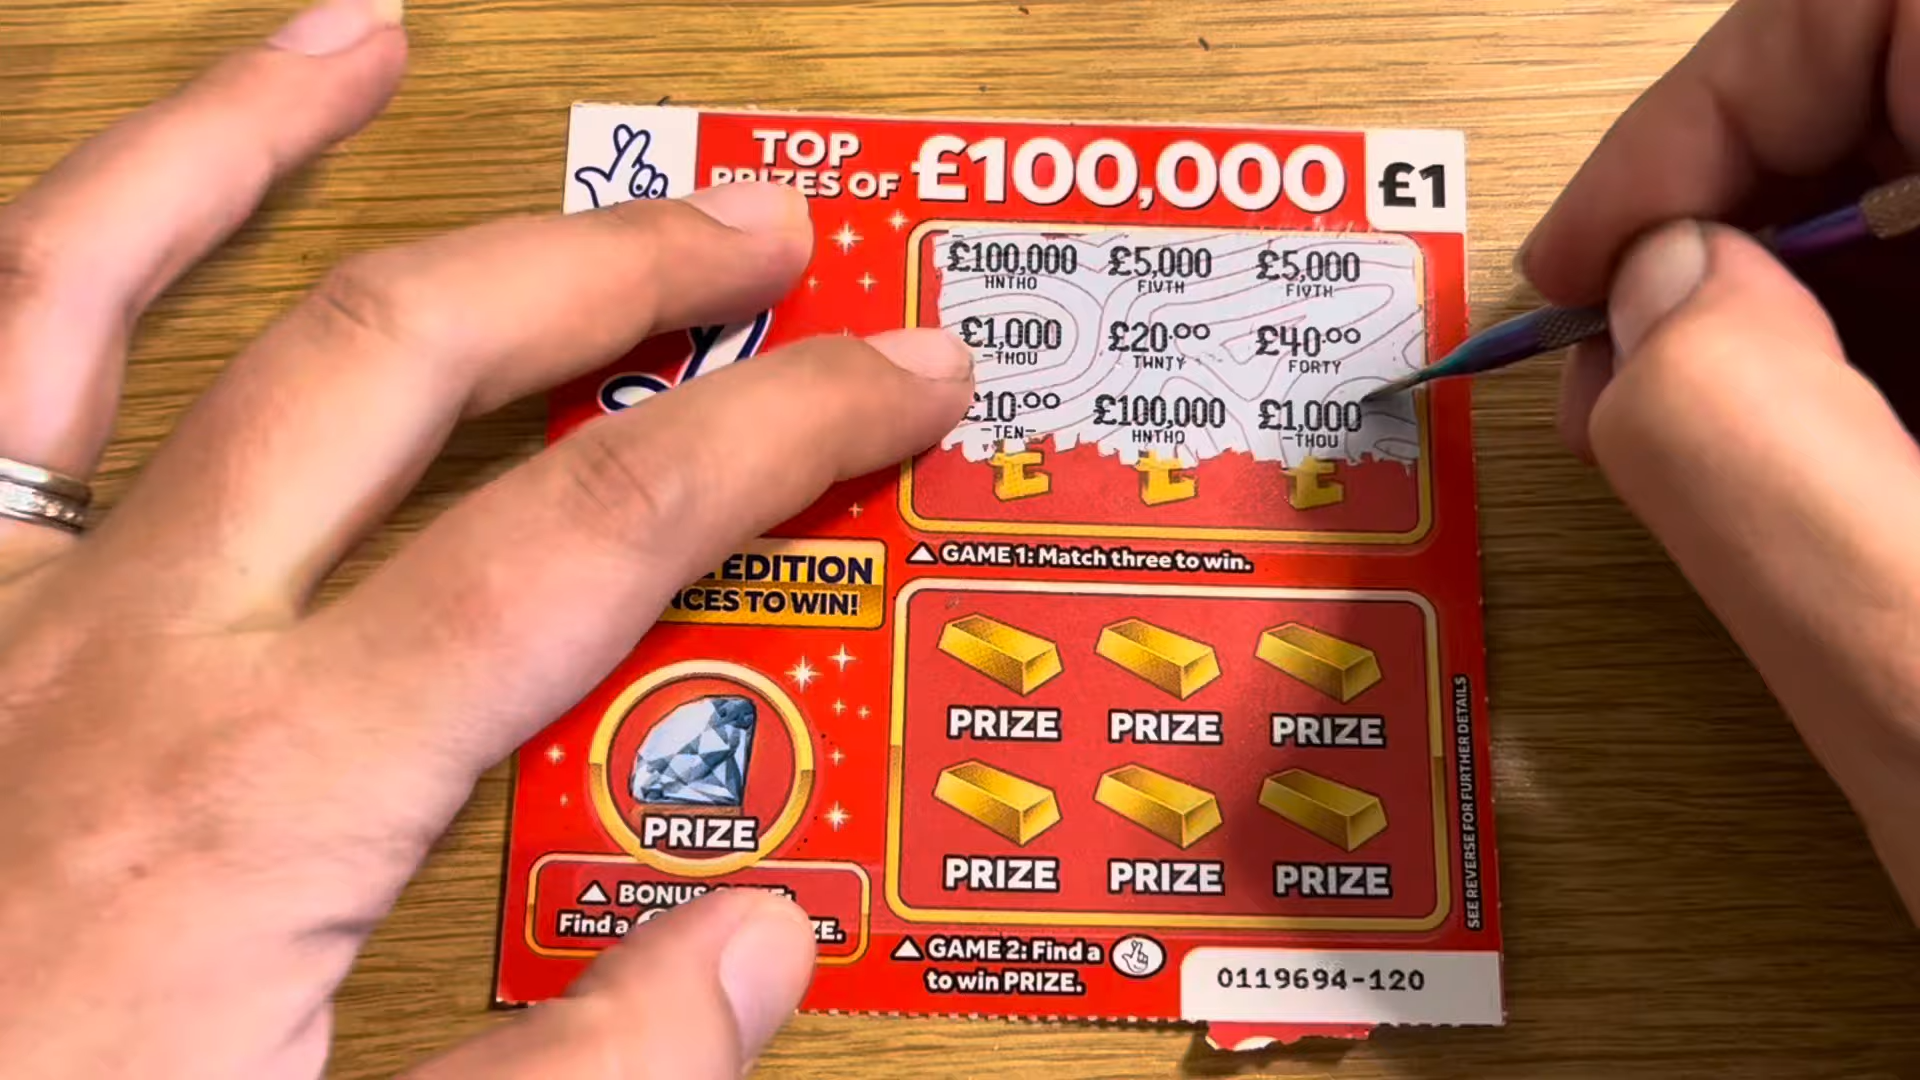 TOP
PRIZES OF £100,000
£1
£100,000 £5,000 £5,000
HNTHO FIVTH FIVTH
£1,000 £20.00 £40.00
-THOU TWNTY FORTY
£10.00 £100,000 £1,000
-TEN- HNTHO -THOU
£ £ £
▲ GAME 1: Match three to win.
EDITION
TO WIN!
PRIZE PRIZE PRIZE
PRIZE PRIZE PRIZE
PRIZE
▲ BONUS
Find a
▲ GAME 2: Find a
to win PRIZE.
0119694-120
SEE REVERSE FOR FURTHER DETAILS